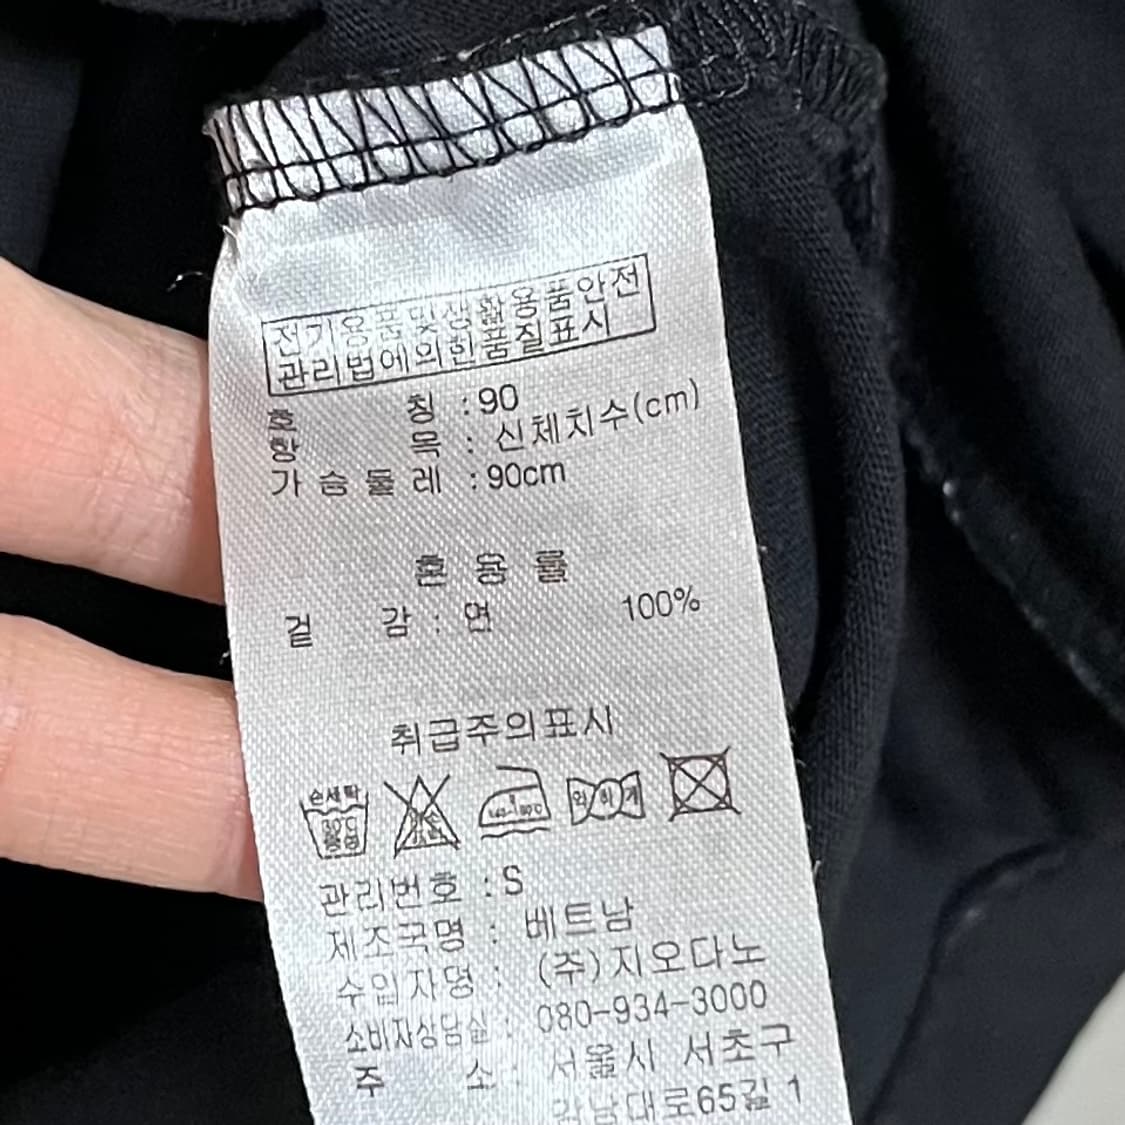 전기용품및생활용품안전
관리법에의한품질표시
호 칭 : 90
항 목 : 신체치수(cm)
가 슴 둘 레 : 90cm
혼 용 률
겉 감 : 면 100%
취급주의표시
손세탁 약하게
30℃
중성
관리번호 : S
제조국명 : 베트남
수입자명 : (주)지오다노
소비자상담실 : 080-934-3000
주 소 : 서울시 서초구
강남대로65길 1